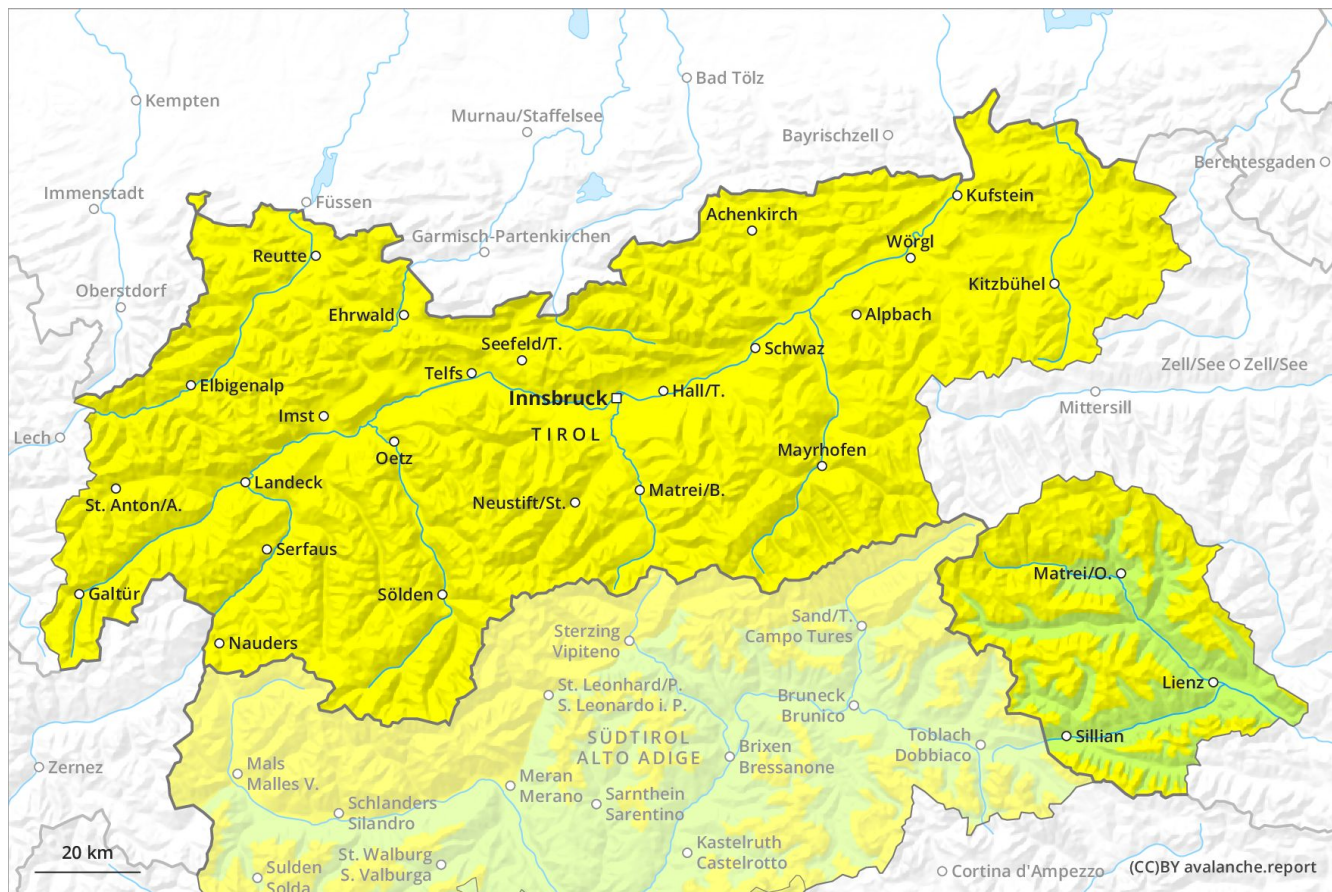 Bad Tölz
Kempten
Murnau/Staffelsee
Bayrischzell
Berchtesgaden
Immenstadt
Füssen
Kufstein
Achenkirch
Garmisch-Partenkirchen
Wörgl
Reutte
Kitzbühel
Oberstdorf
Ehrwald
Alpbach
Seefeld/T.
Schwaz
Zell/See
Zell/See
Telfs
Elbigenalp
Hall/T.
Innsbruck
Mittersill
Imst
TIROL
Lech
Oetz
Mayrhofen
Landeck
Matrei/B.
St. Anton/A.
Neustift/St.
Serfaus
Matrei/O.
Galtür
Sölden
Sand/T.
Campo Tures
Sterzing
Vipiteno
Nauders
Lienz
St. Leonhard/P.
S. Leonardo i. P.
Bruneck
Brunico
SÜDTIROL
ALTO ADIGE
Toblach
Dobbiaco
Sillian
Brixen
Bressanone
Zernez
Mals
Malles V.
Meran
Merano
Sarnthein
Sarentino
Schlanders
Silandro
Kastelruth
Castelrotto
20 km
St. Walburg
S. Valburga
Sulden
Solda
Cortina d'Ampezzo
(CC)BY avalanche.report